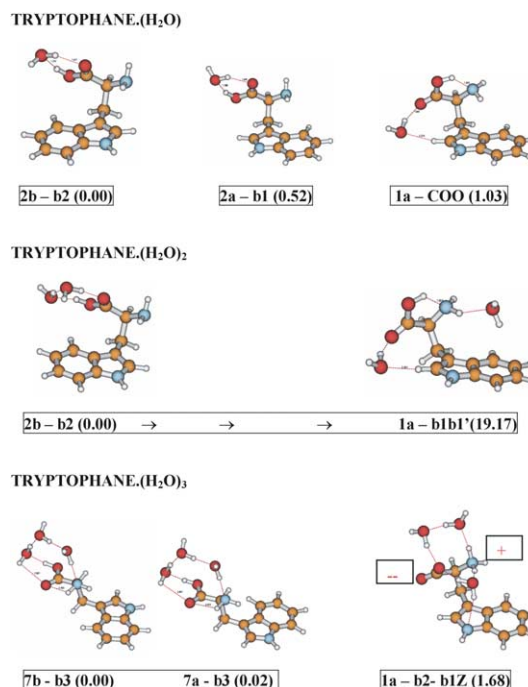 TRYPTOPHANE.(H₂O)
2b – b2 (0.00) 2a – b1 (0.52) 1a – COO (1.03)
TRYPTOPHANE.(H₂O)₂
2b – b2 (0.00) → → → 1a – b1b1'(19.17)
TRYPTOPHANE.(H₂O)₃
+
--
7b - b3 (0.00) 7a - b3 (0.02) 1a – b2- b1Z (1.68)